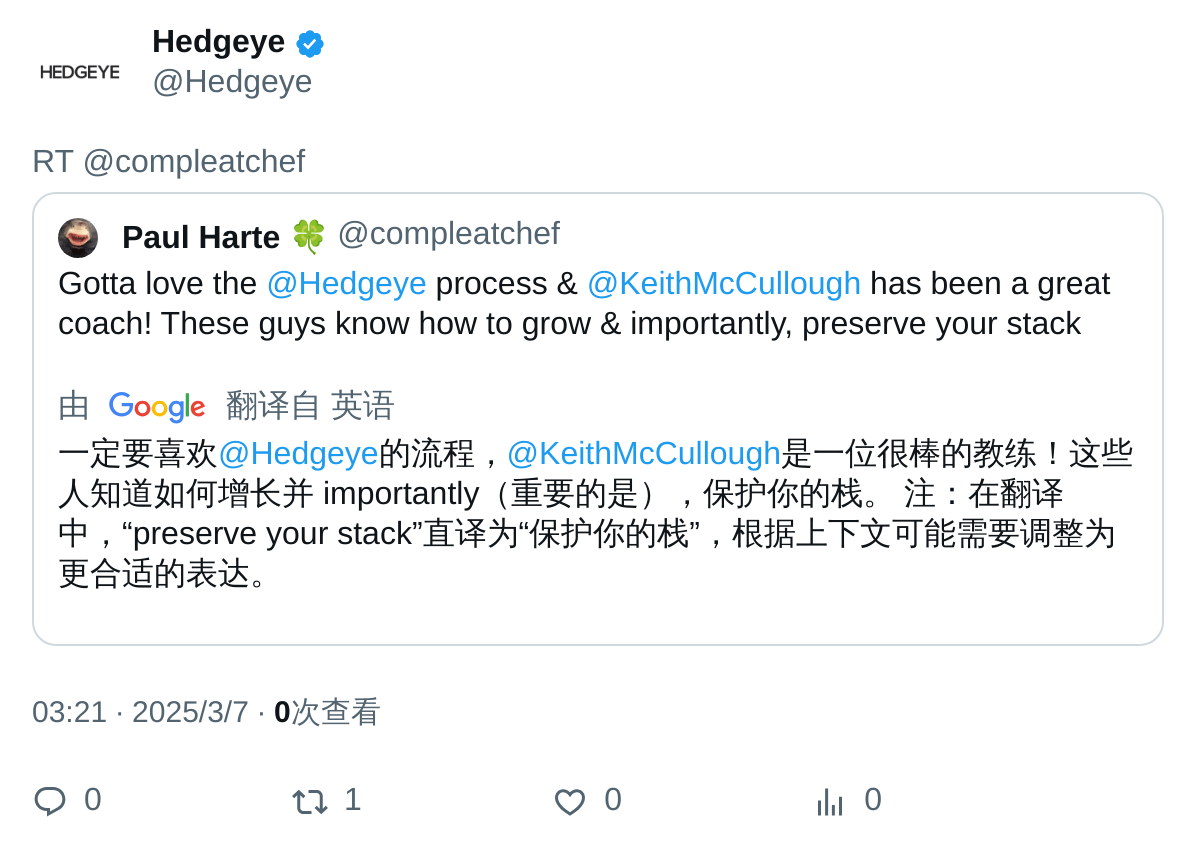 Hedgeye
HEDGEYE
@Hedgeye
RT @compleatchef
Paul Harte 🍀 @compleatchef
Gotta love the @Hedgeye process & @KeithMcCullough has been a great
coach! These guys know how to grow & importantly, preserve your stack
由 Google 翻译自 英语
一定要喜欢@Hedgeye的流程，@KeithMcCullough是一位很棒的教练！这些
人知道如何增长并 importantly（重要的是），保护你的栈。 注：在翻译
中，“preserve your stack”直译为“保护你的栈”，根据上下文可能需要调整为
更合适的表达。
03:21 · 2025/3/7 · 0次查看
0 1 0 0